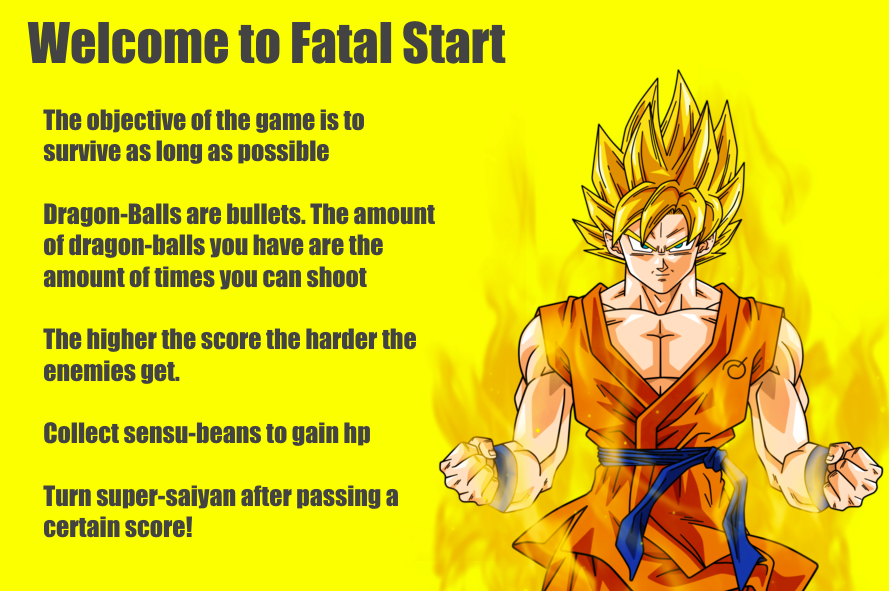 Welcome to Fatal Start
The objective of the game is to
survive as long as possible
Dragon-Balls are bullets. The amount
of dragon-balls you have are the
amount of times you can shoot
The higher the score the harder the
enemies get.
Collect sensu-beans to gain hp
Turn super-saiyan after passing a
certain score!